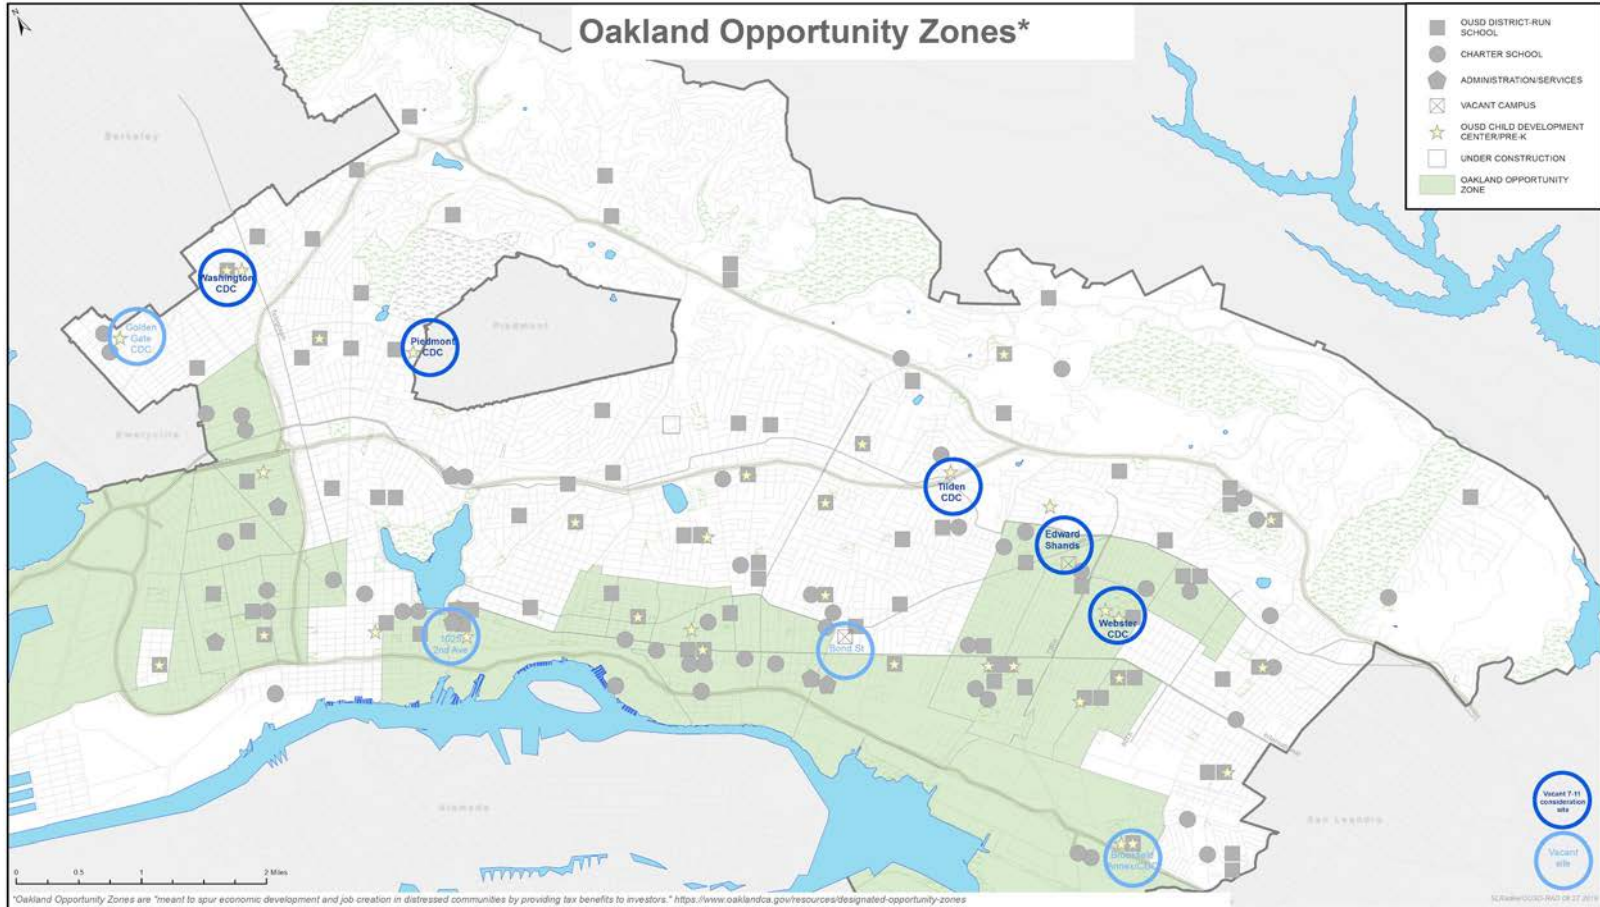 Oakland Opportunity Zones*
OUSD DISTRICT-RUN
SCHOOL
CHARTER SCHOOL
ADMINISTRATION/SERVICES
VACANT CAMPUS
OUSD CHILD DEVELOPMENT
CENTER/PRE-K
UNDER CONSTRUCTION
OAKLAND OPPORTUNITY
ZONE
Berkeley
Washington
CDC
Golden
Gate
CDC
Piedmont
CDC
Piedmont
Emeryville
Tilden
CDC
Edward
Shands
Webster
CDC
1025
2nd Ave
Bond St
Brookfield
Annex/CDC
Alameda
San Leandro
Vacant 7-11
consideration
site
Vacant
site
0 0.5 1 2 Miles
*Oakland Opportunity Zones are "meant to spur economic development and job creation in distressed communities by providing tax benefits to investors." https://www.oaklandca.gov/resources/designated-opportunity-zones